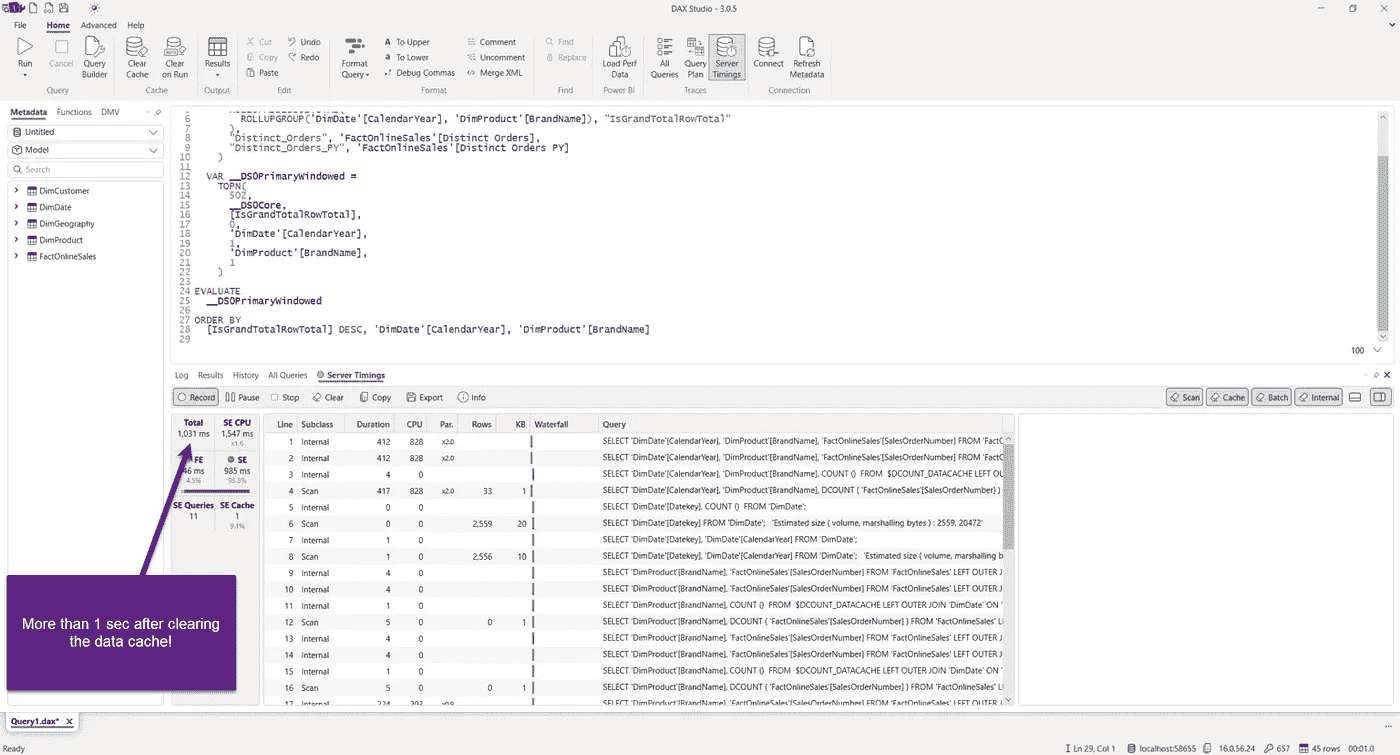 DAX Studio - 3.0.5
File Home Advanced Help
Run
Cancel
Query Builder
Clear Cache
Clear on Run
Results
Cut
Copy
Paste
Undo
Redo
Format Query
To Upper
To Lower
Debug Commas
Comment
Uncomment
Merge XML
Find
Replace
Load Perf Data
All Queries
Query Plan
Server Timings
Connect
Refresh Metadata
Query Cache Output Edit Format Find Power BI Traces Connection
Metadata Functions DMV
Untitled
Model
Search
DimCustomer
DimDate
DimGeography
DimProduct
FactOnlineSales
6 ROLLUPGROUP('DimDate'[CalendarYear], 'DimProduct'[BrandName]), "IsGrandTotalRowTotal"
7 ),
8 "Distinct_Orders", 'FactOnlineSales'[Distinct Orders],
9 "Distinct_Orders_PY", 'FactOnlineSales'[Distinct Orders PY]
10 )
11
12 VAR __DS0PrimaryWindowed =
13 TOPN(
14 502,
15 __DS0Core,
16 [IsGrandTotalRowTotal],
17 0,
18 'DimDate'[CalendarYear],
19 1,
20 'DimProduct'[BrandName],
21 1
22 )
23
24 EVALUATE
25 __DS0PrimaryWindowed
26
27 ORDER BY
28 [IsGrandTotalRowTotal] DESC, 'DimDate'[CalendarYear], 'DimProduct'[BrandName]
29
100
Log Results History All Queries Server Timings
Record Pause Stop Clear Copy Export Info Scan Cache Batch Internal
Total SE CPU
1,031 ms 1,547 ms
x1.6
FE SE
46 ms 985 ms
4.5% 95.5%
SE Queries SE Cache
11 1
9.1%
Line Subclass Duration CPU Par. Rows KB Waterfall Query
1 Internal 412 828 x2.0 SELECT 'DimDate'[CalendarYear], 'DimProduct'[BrandName], 'FactOnlineSales'[SalesOrderNumber] FROM 'FactO
2 Internal 412 828 x2.0 SELECT 'DimDate'[CalendarYear], 'DimProduct'[BrandName], 'FactOnlineSales'[SalesOrderNumber] FROM 'FactO
3 Internal 4 0 SELECT 'DimDate'[CalendarYear], 'DimProduct'[BrandName], COUNT () FROM $DCOUNT_DATACACHE LEFT OU
4 Scan 417 828 x2.0 33 1 SELECT 'DimDate'[CalendarYear], 'DimProduct'[BrandName], DCOUNT ( 'FactOnlineSales'[SalesOrderNumber] )
5 Internal 0 0 SELECT 'DimDate'[Datekey], COUNT () FROM 'DimDate';
6 Scan 0 0 2,559 20 SELECT 'DimDate'[Datekey] FROM 'DimDate'; 'Estimated size ( volume, marshalling bytes ) : 2559, 20472'
7 Internal 1 0 SELECT 'DimDate'[Datekey], 'DimDate'[CalendarYear] FROM 'DimDate';
8 Scan 1 0 2,556 10 SELECT 'DimDate'[Datekey], 'DimDate'[CalendarYear] FROM 'DimDate'; 'Estimated size ( volume, marshalling b
9 Internal 4 0 SELECT 'DimProduct'[BrandName], 'FactOnlineSales'[SalesOrderNumber] FROM 'FactOnlineSales' LEFT OUTER J
10 Internal 4 0 SELECT 'DimProduct'[BrandName], 'FactOnlineSales'[SalesOrderNumber] FROM 'FactOnlineSales' LEFT OUTER J
11 Internal 1 0 SELECT 'DimProduct'[BrandName], COUNT () FROM $DCOUNT_DATACACHE LEFT OUTER JOIN 'DimDate' ON '
12 Scan 5 0 0 1 SELECT 'DimProduct'[BrandName], DCOUNT ( 'FactOnlineSales'[SalesOrderNumber] ) FROM 'FactOnlineSales' L
13 Internal 4 0 SELECT 'DimProduct'[BrandName], 'FactOnlineSales'[SalesOrderNumber] FROM 'FactOnlineSales' LEFT OUTER J
14 Internal 4 0 SELECT 'DimProduct'[BrandName], 'FactOnlineSales'[SalesOrderNumber] FROM 'FactOnlineSales' LEFT OUTER J
15 Internal 1 0 SELECT 'DimProduct'[BrandName], COUNT () FROM $DCOUNT_DATACACHE LEFT OUTER JOIN 'DimDate' ON '
16 Scan 5 0 0 1 SELECT 'DimProduct'[BrandName], DCOUNT ( 'FactOnlineSales'[SalesOrderNumber] ) FROM 'FactOnlineSales' L
17 Internal SELECT 'DimProduct'[BrandName], 'FactOnlineSales'[SalesOrderNumber] FROM 'FactOnlineSales' LEFT OUTER J
More than 1 sec after clearing
the data cache!
Query1.dax*
Ready Ln 29, Col 1 localhost:58655 16.0.56.24 657 45 rows 00:01.0